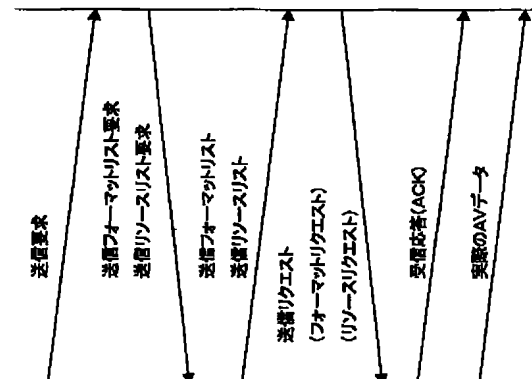 送信要求
送信フォーマットリスト要求
送信リソースリスト要求
送信フォーマットリスト
送信リソースリスト
送信リクエスト
(フォーマットリクエスト)
(リソースリクエスト)
受信応答(ACK)
実際のAVデータ